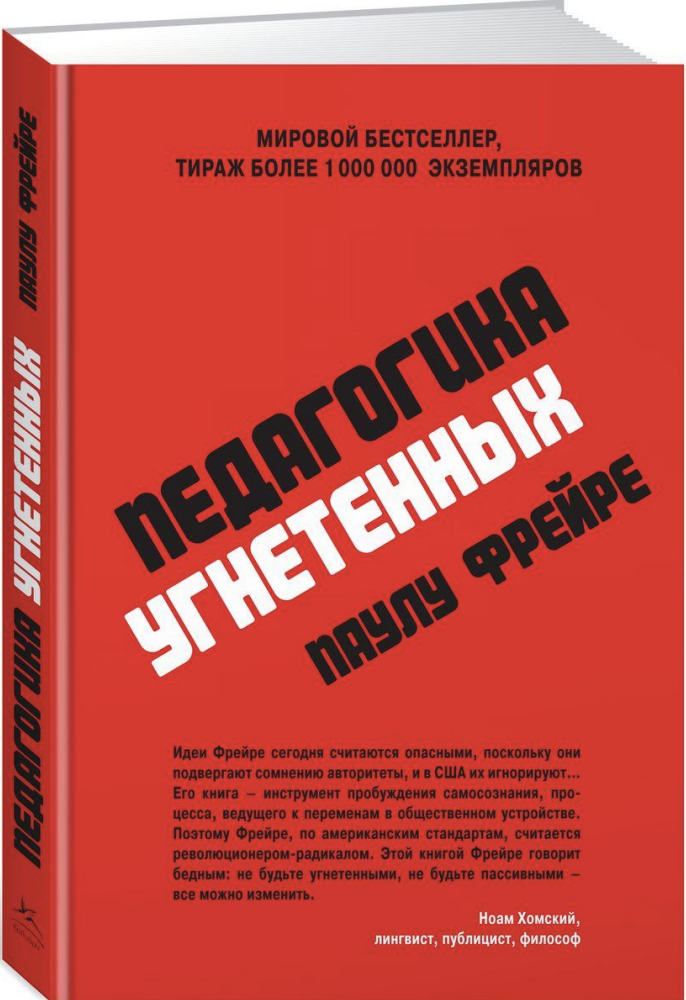 МИРОВОЙ БЕСТСЕЛЛЕР,
ТИРАЖ БОЛЕЕ 1 000 000 ЭКЗЕМПЛЯРОВ
ПЕДАГОГИКА
УГНЕТЕННЫХ
ПАУЛУ ФРЕЙРЕ
Идеи Фрейре сегодня считаются опасными, поскольку они
подвергают сомнению авторитеты, и в США их игнорируют...
Его книга – инструмент пробуждения самосознания, про-
цесса, ведущего к переменам в общественном устройстве.
Поэтому Фрейре, по американским стандартам, считается
революционером-радикалом. Этой книгой Фрейре говорит
бедным: не будьте угнетенными, не будьте пассивными –
все можно изменить.
Ноам Хомский,
лингвист, публицист, философ
ПЕДАГОГИКА УГНЕТЕННЫХ ПАУЛУ ФРЕЙРЕ